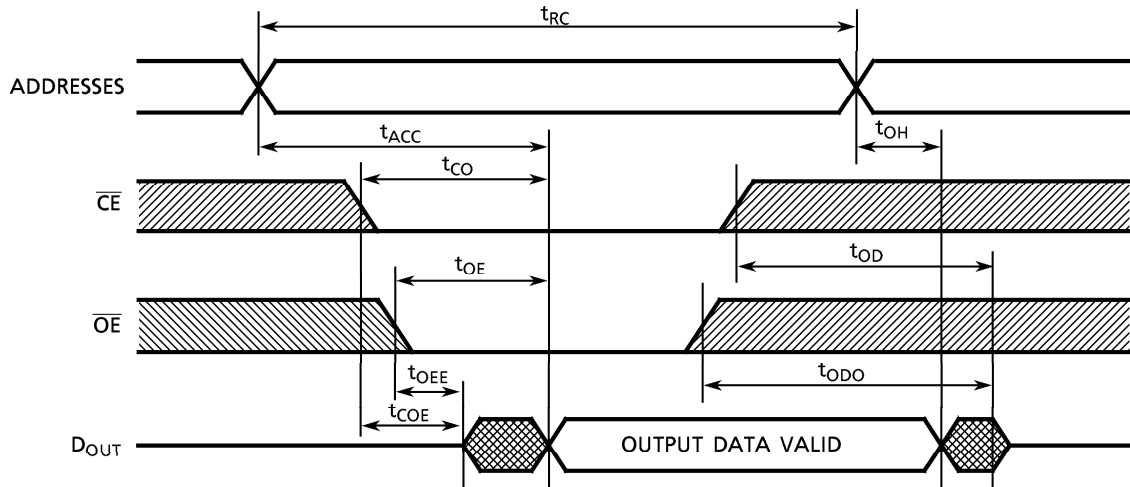 tRC
ADDRESSES
tACC
tOH
tCO
CE
tOE
tOD
OE
tOEE
tODO
tCOE
DOUT
OUTPUT DATA VALID